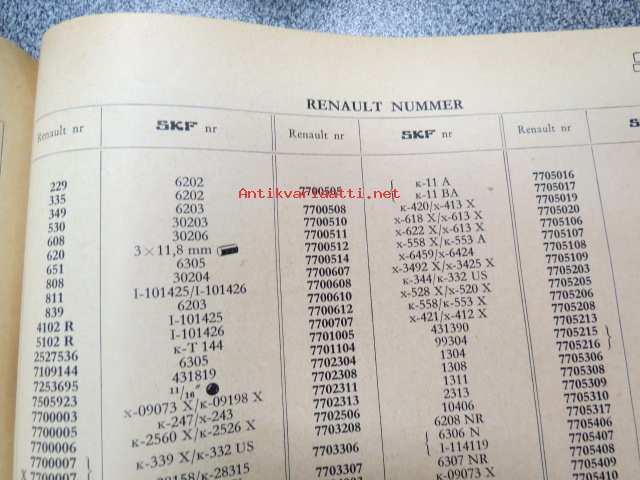 RENAULT NUMMER
Renault nr
SKF nr
Renault nr
SKF nr
Renault nr
S
229
335
349
530
608
620
651
808
811
839
4102 R
5102 R
2527536
7109144
7253695
7505923
7700003
7700005
7700006
7700007 }
X 7700007
6202
6202
6203
30203
30206
3 × 11,8 mm
6305
30204
I-101425/I-101426
6203
I-101425
I-101426
K-T 144
6305
431819
11/16"
X-09073 X/K-09198 X
K-247/X-243
K-2560 X/K-2526 X
K-339 X/K-332 US
28158/K-28315
Antikvariaatti.net
7700505
7700508
7700510
7700511
7700512
7700514
7700607
7700608
7700610
7700612
7700707
7701005
7701104
7702304
7702308
7702311
7702313
7702506
7703208
7703306
7703307
{ K-11 A
K-11 BA
K-420/X-413 X
X-618 X/K-613 X
X-622 X/K-613 X
X-558 X/K-553 A
X-6459/K-6424
X-3492 X/K-3425 X
K-344/K-332 US
X-528 X/K-520 X
K-558/K-553 X
X-421/K-412 X
431390
99304
1304
1308
1311
2313
10406
6208 NR
{ 6306 N
I-114119
6307 NR
K-09073 X
7705016
7705017
7705019
7705020
7705106
7705107
7705108
7705109
7705203
7705205
7705206
7705208
7705213
7705215 }
7705216
7705306
7705308
7705309
7705310
7705317
7705406
7705407
7705408
7705410